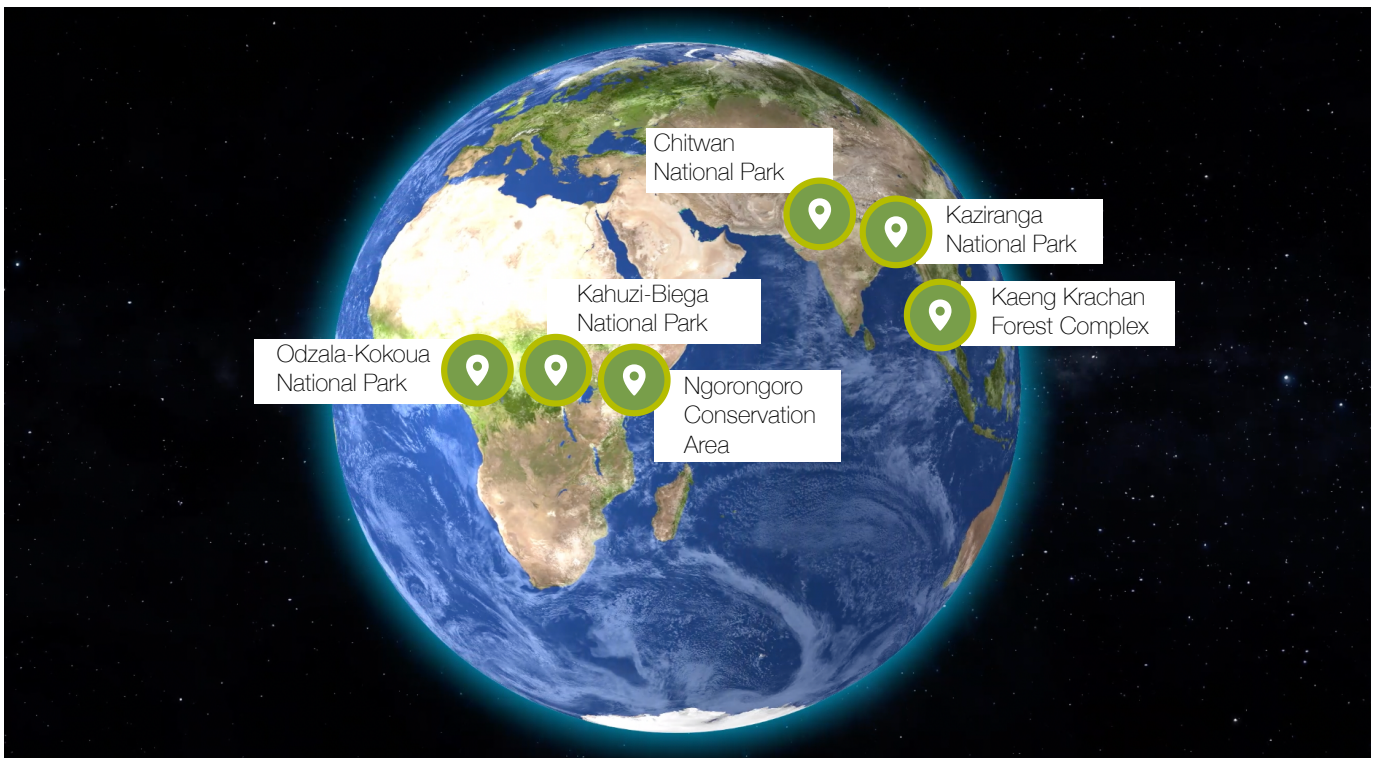 Chitwan
National Park
Kaziranga
National Park
Kahuzi-Biega
National Park
Kaeng Krachan
Forest Complex
Odzala-Kokoua
National Park
Ngorongoro
Conservation
Area